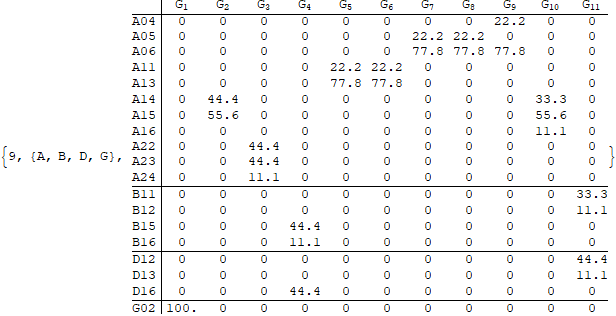 G1 G2 G3 G4 G5 G6 G7 G8 G9 G10 G11
A04 0 0 0 0 0 0 0 0 22.2 0 0
A05 0 0 0 0 0 0 22.2 22.2 0 0 0
A06 0 0 0 0 0 0 77.8 77.8 77.8 0 0
A11 0 0 0 0 22.2 22.2 0 0 0 0 0
A13 0 0 0 0 77.8 77.8 0 0 0 0 0
A14 0 44.4 0 0 0 0 0 0 0 33.3 0
A15 0 55.6 0 0 0 0 0 0 0 55.6 0
A16 0 0 0 0 0 0 0 0 0 11.1 0
A22 0 0 44.4 0 0 0 0 0 0 0 0
{9, {A, B, D, G}, A23 0 0 44.4 0 0 0 0 0 0 0 0 }
A24 0 0 11.1 0 0 0 0 0 0 0 0
B11 0 0 0 0 0 0 0 0 0 0 33.3
B12 0 0 0 0 0 0 0 0 0 0 11.1
B15 0 0 0 44.4 0 0 0 0 0 0 0
B16 0 0 0 11.1 0 0 0 0 0 0 0
D12 0 0 0 0 0 0 0 0 0 0 44.4
D13 0 0 0 0 0 0 0 0 0 0 11.1
D16 0 0 0 44.4 0 0 0 0 0 0 0
G02 100. 0 0 0 0 0 0 0 0 0 0